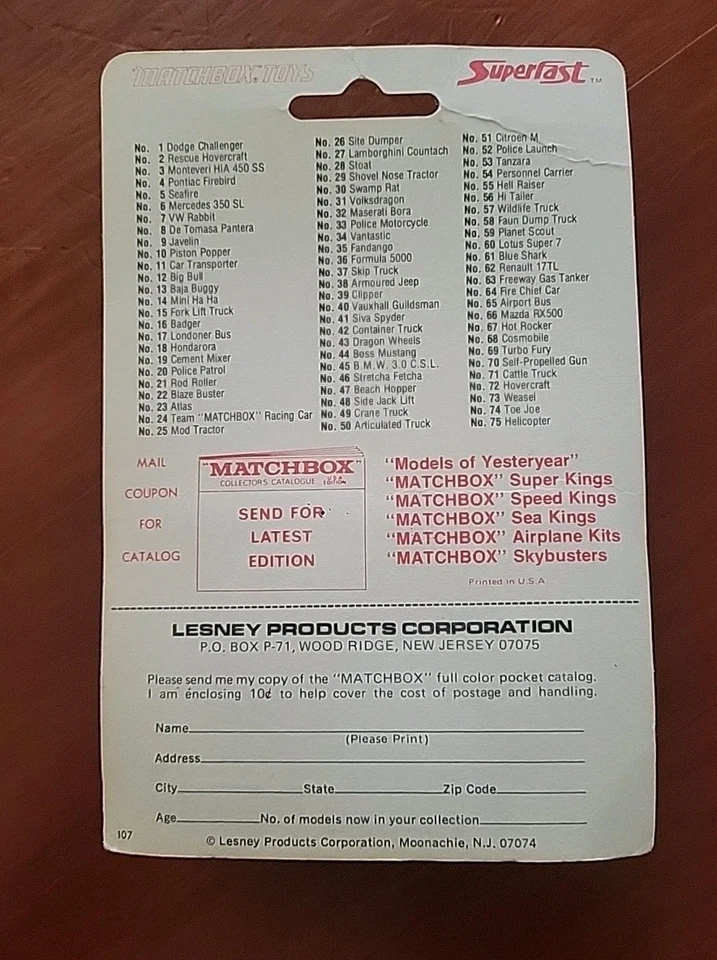 "MATCHBOX" TOYS
Superfast TM
No. 1 Dodge Challenger
No. 2 Rescue Hovercraft
No. 3 Monteveri HIA 450 SS
No. 4 Pontiac Firebird
No. 5 Seafire
No. 6 Mercedes 350 SL
No. 7 VW Rabbit
No. 8 De Tomasa Pantera
No. 9 Javelin
No. 10 Piston Popper
No. 11 Car Transporter
No. 12 Big Bull
No. 13 Baja Buggy
No. 14 Mini Ha Ha
No. 15 Fork Lift Truck
No. 16 Badger
No. 17 Londoner Bus
No. 18 Hondarora
No. 19 Cement Mixer
No. 20 Police Patrol
No. 21 Rod Roller
No. 22 Blaze Buster
No. 23 Atlas
No. 24 Team "MATCHBOX" Racing Car
No. 25 Mod Tractor
No. 26 Site Dumper
No. 27 Lamborghini Countach
No. 28 Stoat
No. 29 Shovel Nose Tractor
No. 30 Swamp Rat
No. 31 Volksdragon
No. 32 Maserati Bora
No. 33 Police Motorcycle
No. 34 Vantastic
No. 35 Fandango
No. 36 Formula 5000
No. 37 Skip Truck
No. 38 Armoured Jeep
No. 39 Clipper
No. 40 Vauxhall Guildsman
No. 41 Siva Spyder
No. 42 Container Truck
No. 43 Dragon Wheels
No. 44 Boss Mustang
No. 45 B.M.W. 3.0 C.S.L.
No. 46 Stretcha Fetcha
No. 47 Beach Hopper
No. 48 Side Jack Lift
No. 49 Crane Truck
No. 50 Articulated Truck
No. 51 Citroen M
No. 52 Police Launch
No. 53 Tanzara
No. 54 Personnel Carrier
No. 55 Hell Raiser
No. 56 Hi Tailer
No. 57 Wildlife Truck
No. 58 Faun Dump Truck
No. 59 Planet Scout
No. 60 Lotus Super 7
No. 61 Blue Shark
No. 62 Renault 17TL
No. 63 Freeway Gas Tanker
No. 64 Fire Chief Car
No. 65 Airport Bus
No. 66 Mazda RX500
No. 67 Hot Rocker
No. 68 Cosmobile
No. 69 Turbo Fury
No. 70 Self-Propelled Gun
No. 71 Cattle Truck
No. 72 Hovercraft
No. 73 Weasel
No. 74 Toe Joe
No. 75 Helicopter
MAIL
COUPON
FOR
CATALOG
"MATCHBOX"
COLLECTORS CATALOGUE USA EDITION
SEND FOR
LATEST
EDITION
"Models of Yesteryear"
"MATCHBOX" Super Kings
"MATCHBOX" Speed Kings
"MATCHBOX" Sea Kings
"MATCHBOX" Airplane Kits
"MATCHBOX" Skybusters
Printed in U.S.A.
LESNEY PRODUCTS CORPORATION
P.O. BOX P-71, WOOD RIDGE, NEW JERSEY 07075
Please send me my copy of the "MATCHBOX" full color pocket catalog.
I am enclosing 10¢ to help cover the cost of postage and handling.
Name
(Please Print)
Address
City State Zip Code
Age No. of models now in your collection
107
© Lesney Products Corporation, Moonachie, N.J. 07074